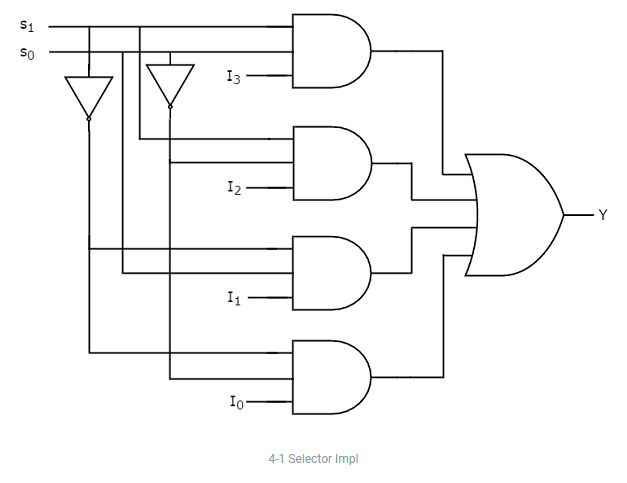 s₁
s₀
I₃
I₂
Y
I₁
I₀
4-1 Selector Impl